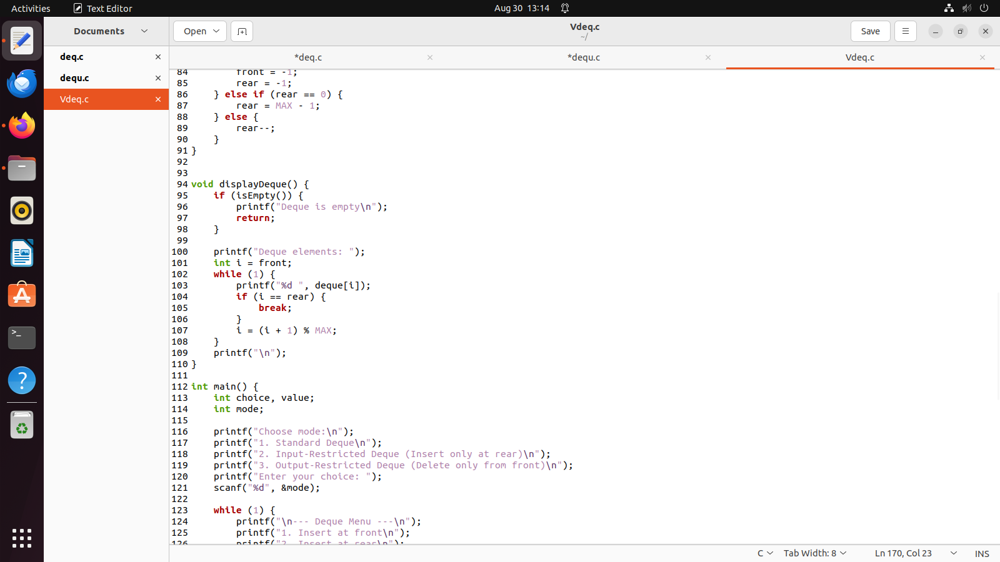 Activities Text Editor Aug 30 13:14
Documents Open Vdeq.c ~/ Save
deq.c
dequ.c
Vdeq.c
*deq.c *dequ.c Vdeq.c
84         front = -1;
85         rear = -1;
86     } else if (rear == 0) {
87         rear = MAX - 1;
88     } else {
89         rear--;
90     }
91 }
92
93
94 void displayDeque() {
95     if (isEmpty()) {
96         printf("Deque is empty\n");
97         return;
98     }
99
100     printf("Deque elements: ");
101     int i = front;
102     while (1) {
103         printf("%d ", deque[i]);
104         if (i == rear) {
105             break;
106         }
107         i = (i + 1) % MAX;
108     }
109     printf("\n");
110 }
111
112 int main() {
113     int choice, value;
114     int mode;
115
116     printf("Choose mode:\n");
117     printf("1. Standard Deque\n");
118     printf("2. Input-Restricted Deque (Insert only at rear)\n");
119     printf("3. Output-Restricted Deque (Delete only from front)\n");
120     printf("Enter your choice: ");
121     scanf("%d", &mode);
122
123     while (1) {
124         printf("\n--- Deque Menu ---\n");
125         printf("1. Insert at front\n");
126         printf("2. Insert at rear\n");
C Tab Width: 8 Ln 170, Col 23 INS